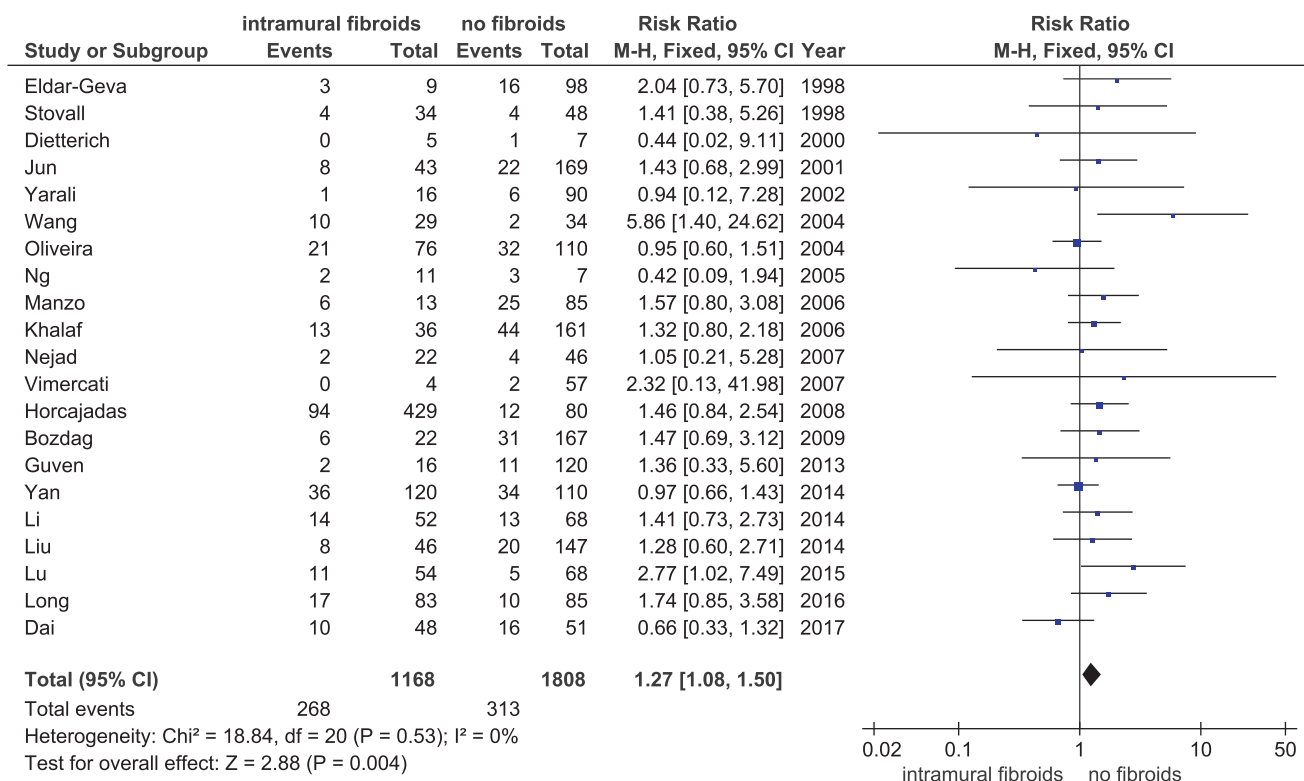 intramural fibroids no fibroids Risk Ratio Risk Ratio
Study or Subgroup Events Total Events Total M-H, Fixed, 95% CI Year M-H, Fixed, 95% CI
Eldar-Geva 3 9 16 98 2.04 [0.73, 5.70] 1998
Stovall 4 34 4 48 1.41 [0.38, 5.26] 1998
Dietterich 0 5 1 7 0.44 [0.02, 9.11] 2000
Jun 8 43 22 169 1.43 [0.68, 2.99] 2001
Yarali 1 16 6 90 0.94 [0.12, 7.28] 2002
Wang 10 29 2 34 5.86 [1.40, 24.62] 2004
Oliveira 21 76 32 110 0.95 [0.60, 1.51] 2004
Ng 2 11 3 7 0.42 [0.09, 1.94] 2005
Manzo 6 13 25 85 1.57 [0.80, 3.08] 2006
Khalaf 13 36 44 161 1.32 [0.80, 2.18] 2006
Nejad 2 22 4 46 1.05 [0.21, 5.28] 2007
Vimercati 0 4 2 57 2.32 [0.13, 41.98] 2007
Horcajadas 94 429 12 80 1.46 [0.84, 2.54] 2008
Bozdag 6 22 31 167 1.47 [0.69, 3.12] 2009
Guven 2 16 11 120 1.36 [0.33, 5.60] 2013
Yan 36 120 34 110 0.97 [0.66, 1.43] 2014
Li 14 52 13 68 1.41 [0.73, 2.73] 2014
Liu 8 46 20 147 1.28 [0.60, 2.71] 2014
Lu 11 54 5 68 2.77 [1.02, 7.49] 2015
Long 17 83 10 85 1.74 [0.85, 3.58] 2016
Dai 10 48 16 51 0.66 [0.33, 1.32] 2017
Total (95% CI) 1168 1808 1.27 [1.08, 1.50]
Total events 268 313
Heterogeneity: Chi² = 18.84, df = 20 (P = 0.53); I² = 0%
Test for overall effect: Z = 2.88 (P = 0.004)
0.02 0.1 1 10 50
intramural fibroids no fibroids